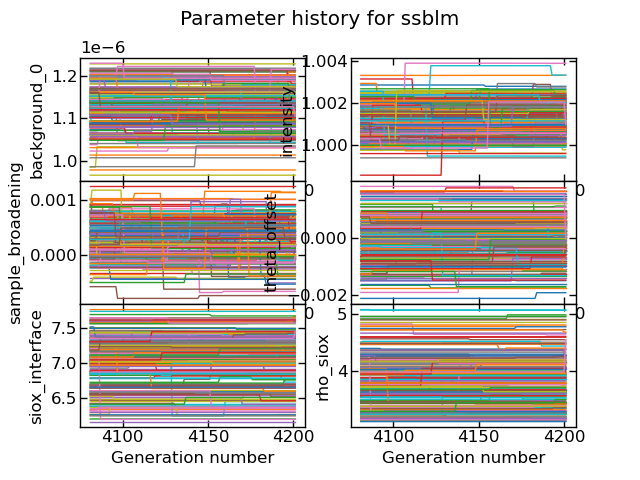 Parameter history for ssblm
1e−6
background_0
1.2
1.1
1.0
intensity
1.004
1.002
1.000
sample_broadening
0.001
0.000
0
theta_offset
0.000
0.002
0
siox_interface
7.5
7.0
6.5
0
rho_siox
5
4
0
4100 4150 4200
4100 4150 4200
Generation number
Generation number